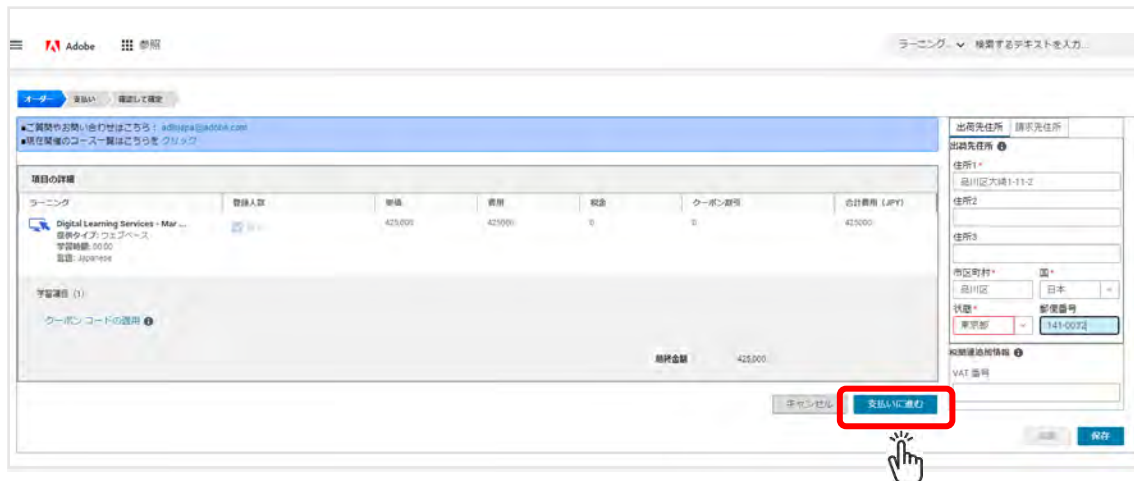 Adobe
参照
ラーニング..
検索するテキストを入力...
オーダー
支払い
確認して確定
■ご質問やお問い合わせはこちら：
■現在開催のコース一覧はこちらを クリック
項目の詳細
ラーニング
登録人数
単価
費用
税金
クーポン割引
合計費用 (JPY)
Digital Learning Services - Mar ...
提供タイプ: ウェブベース
学習時間: 00:00
言語: Japanese
425,000
425000
0
0
425000
学習項目 (1)
クーポン コードの適用
最終金額
425,000
キャンセル
支払いに進む
出荷先住所
請求先住所
出荷先住所
住所1*
品川区大崎1-11-2
住所2
住所3
市区町村*
国*
品川区
日本
状態*
郵便番号
東京都
141-0032
税関連追加情報
VAT 番号
保存